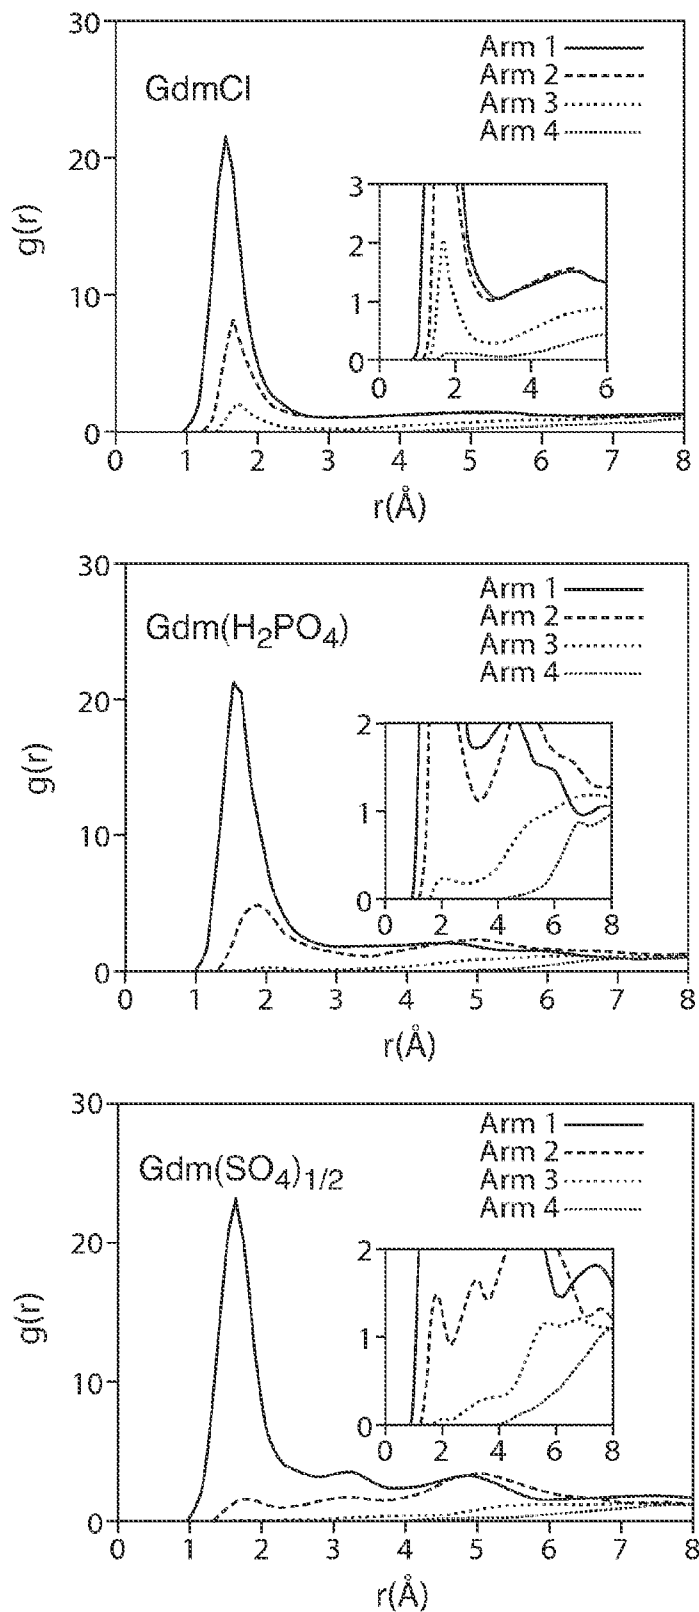 30
20
10
0
g(r)
GdmCl
Arm 1
Arm 2
Arm 3
Arm 4
3
2
1
0
0 2 4 6
0 1 2 3 4 5 6 7 8
r(Å)
30
20
10
0
g(r)
Gdm(H₂PO₄)
Arm 1
Arm 2
Arm 3
Arm 4
2
1
0
0 2 4 6 8
0 1 2 3 4 5 6 7 8
r(Å)
30
20
10
0
g(r)
Gdm(SO₄)₁/₂
Arm 1
Arm 2
Arm 3
Arm 4
2
1
0
0 2 4 6 8
0 1 2 3 4 5 6 7 8
r(Å)